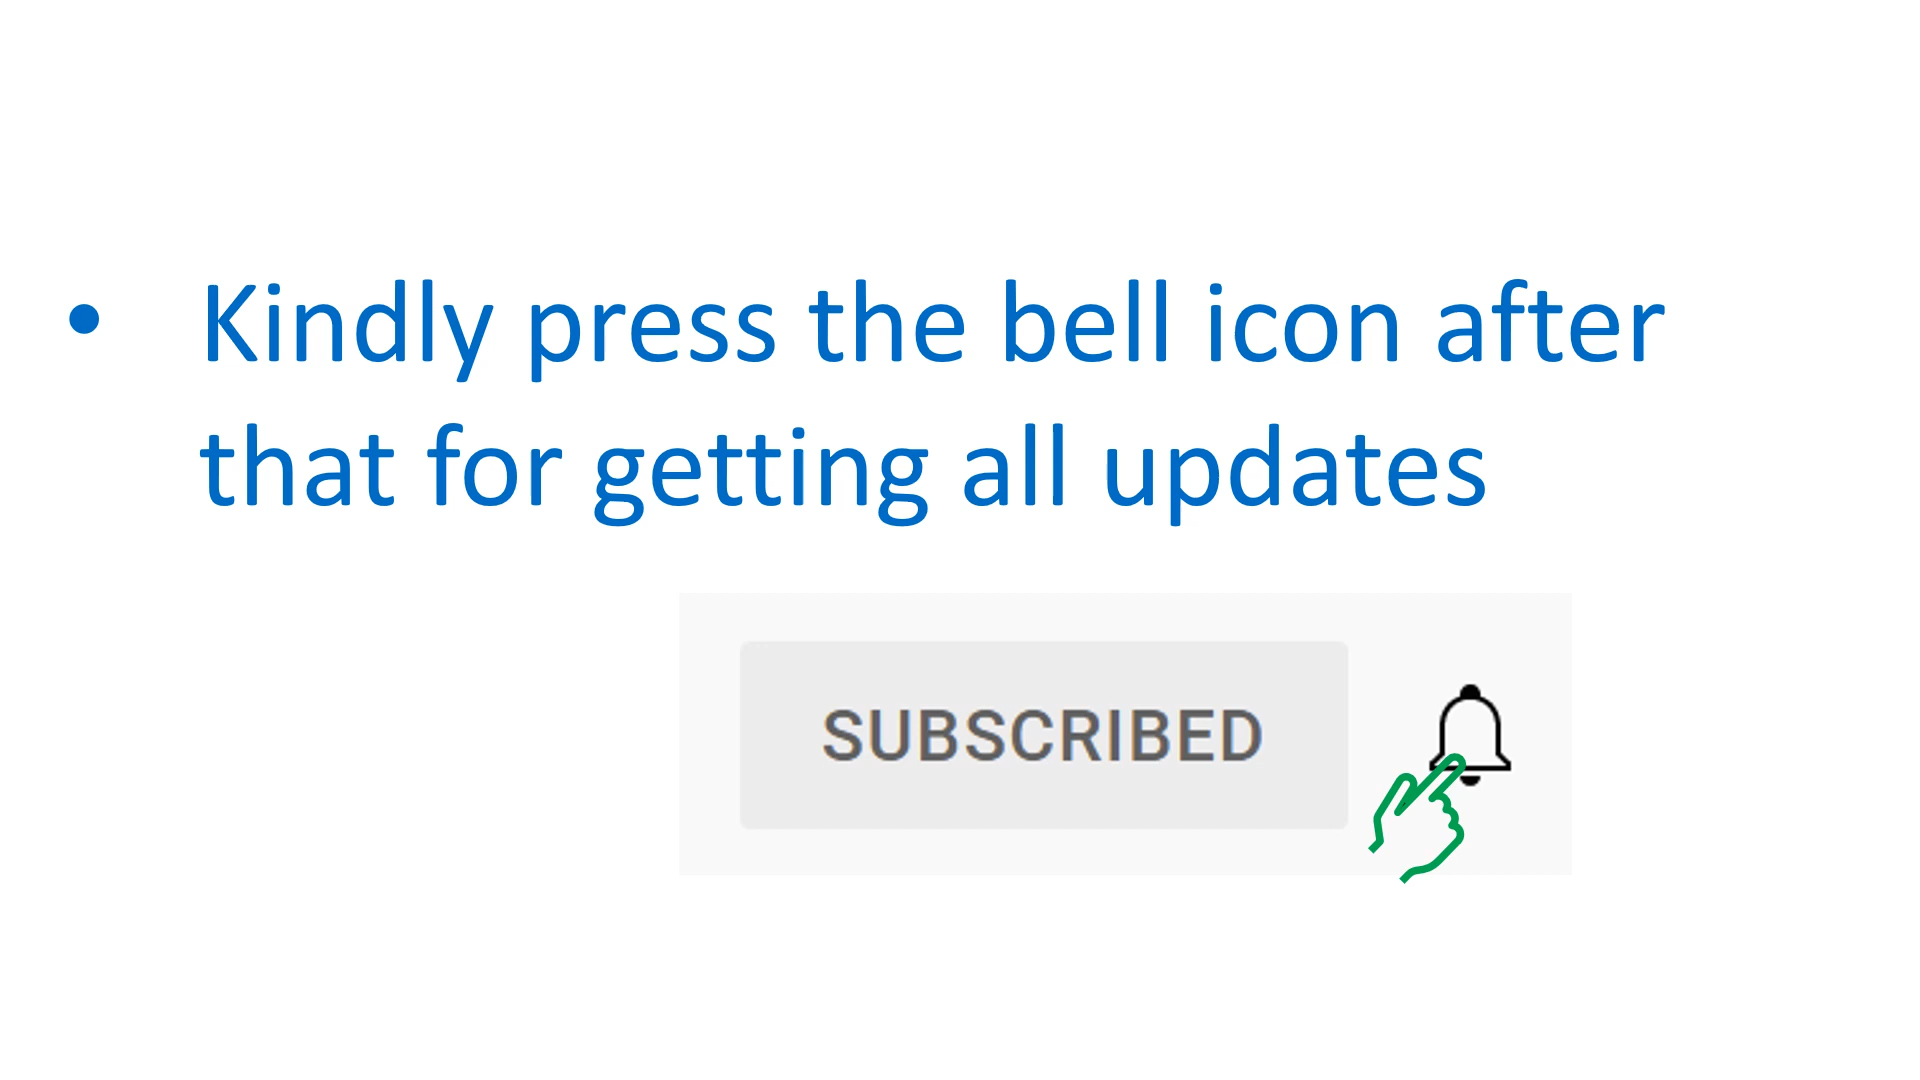 • Kindly press the bell icon after
that for getting all updates
SUBSCRIBED